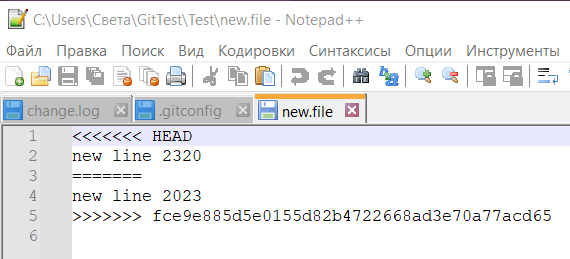 C:\Users\Света\GitTest\Test\new.file - Notepad++
Файл Правка Поиск Вид Кодировки Синтаксисы Опции Инструменты
change.log .gitconfig new.file
1 <<<<<<< HEAD
2 new line 2320
3 =======
4 new line 2023
5 >>>>>>> fce9e885d5e0155d82b4722668ad3e70a77acd65
6